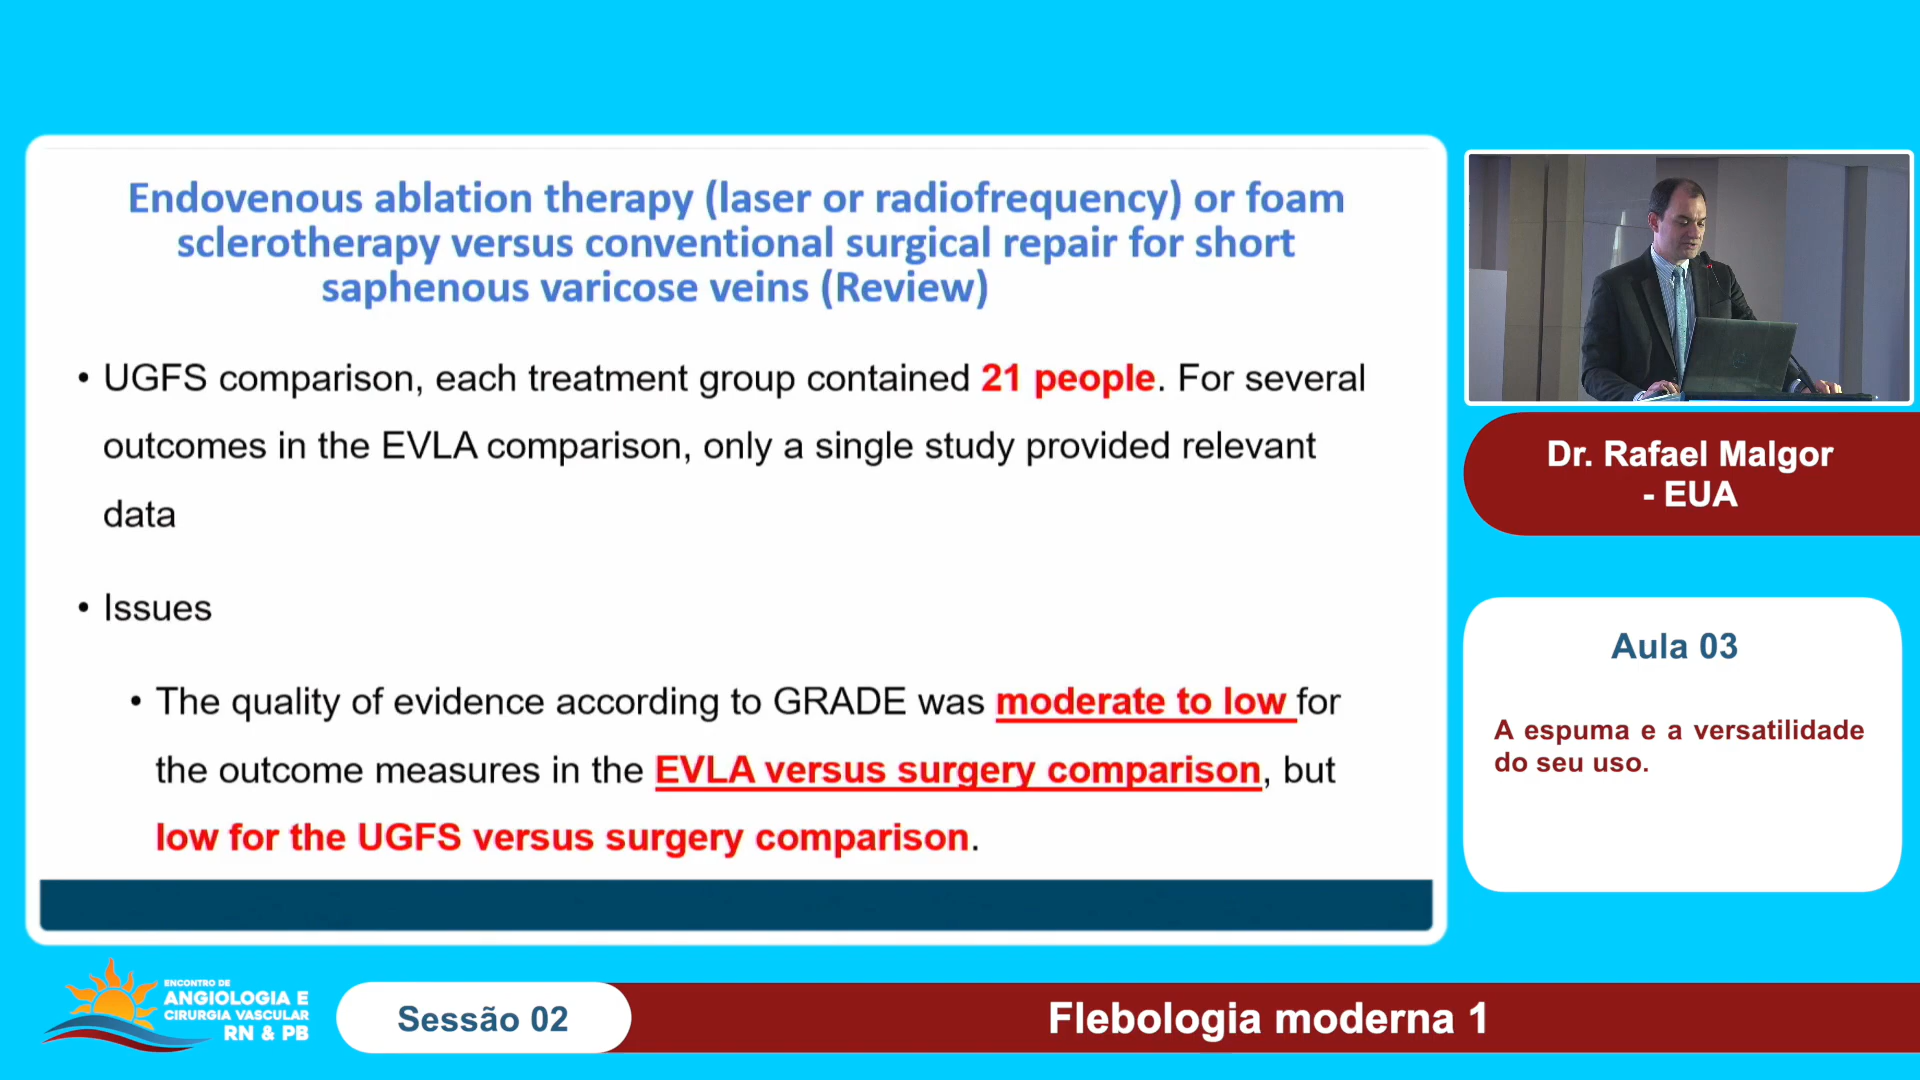 Endovenous ablation therapy (laser or radiofrequency) or foam
sclerotherapy versus conventional surgical repair for short
saphenous varicose veins (Review)
• UGFS comparison, each treatment group contained 21 people. For several
outcomes in the EVLA comparison, only a single study provided relevant
data
• Issues
• The quality of evidence according to GRADE was moderate to low for
the outcome measures in the EVLA versus surgery comparison, but
low for the UGFS versus surgery comparison.
Dr. Rafael Malgor
- EUA
Aula 03
A espuma e a versatilidade
do seu uso.
ENCONTRO DE
ANGIOLOGIA E
CIRURGIA VASCULAR
RN & PB
Sessão 02
Flebologia moderna 1